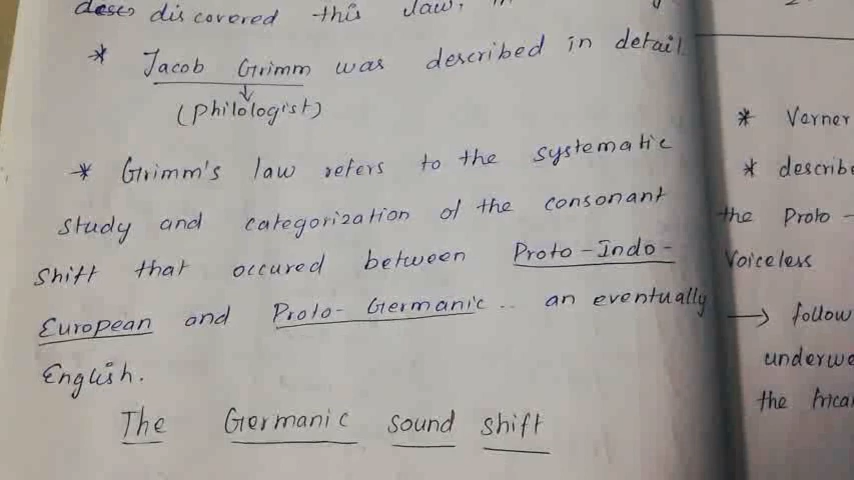 discovered this law.
* Jacob Grimm was described in detail
(philologist)
* Grimm's law refers to the systematic
study and categorization of the consonant
shift that occured between Proto-Indo-
European and Proto-Germanic.. an eventually
English.
The Germanic sound shift
* Verner
* describe
the Proto-
Voiceless
→ follow
underwe
the frica